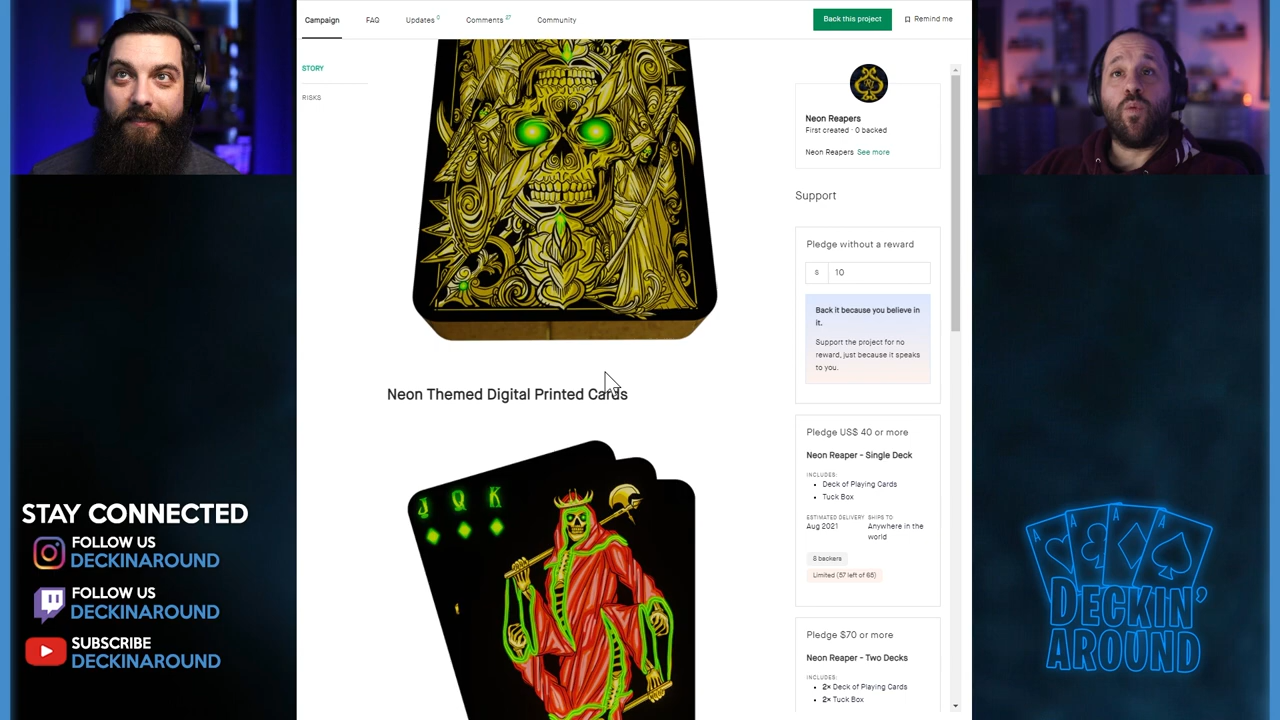 Campaign
FAQ
Updates 0
Comments 27
Community
Back this project
Remind me
STORY
RISKS
Neon Reapers
First created · 0 backed
Neon Reapers See more
Support
Pledge without a reward
$ 10
Back it because you believe in
it.
Support the project for no
reward, just because it speaks
to you.
Neon Themed Digital Printed Cards
J Q K
Pledge US$ 40 or more
Neon Reaper - Single Deck
INCLUDES:
• Deck of Playing Cards
• Tuck Box
ESTIMATED DELIVERY SHIPS TO
Aug 2021 Anywhere in the
world
8 backers
Limited (57 left of 65)
Pledge $70 or more
Neon Reaper - Two Decks
INCLUDES:
• 2× Deck of Playing Cards
• 2× Tuck Box
STAY CONNECTED
FOLLOW US
DECKINAROUND
FOLLOW US
DECKINAROUND
SUBSCRIBE
DECKINAROUND
A A A A
DECKIN'
AROUND